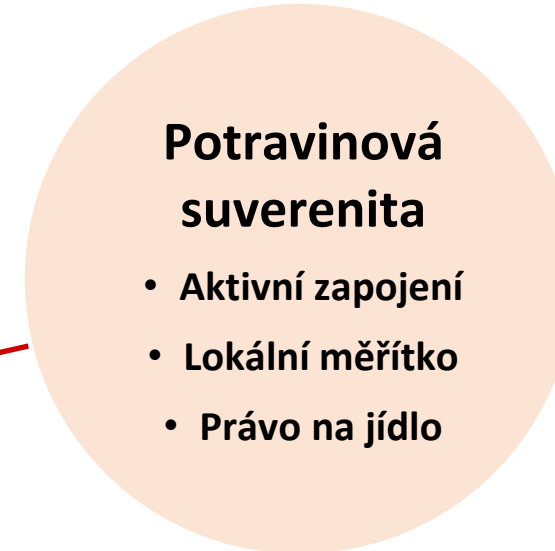 Potravinová
suverenita
• Aktivní zapojení
• Lokální měřítko
• Právo na jídlo